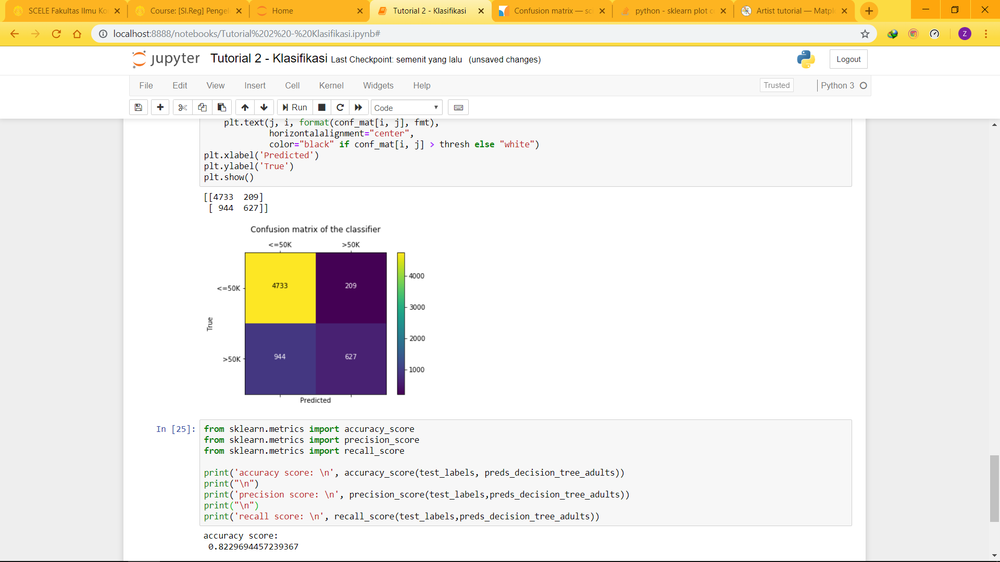 SCELE Fakultas Ilmu Ko
Course: [SI.Reg] Pengel
Home
Tutorial 2 - Klasifikasi
Confusion matrix — sci
python - sklearn plot c
Artist tutorial — Matpl
localhost:8888/notebooks/Tutorial%202%20-%20Klasifikasi.ipynb#
Z
jupyter Tutorial 2 - Klasifikasi Last Checkpoint: semenit yang lalu (unsaved changes)
Logout
File Edit View Insert Cell Kernel Widgets Help
Trusted
Python 3
Run
Code
plt.text(j, i, format(conf_mat[i, j], fmt),
horizontalalignment="center",
color="black" if conf_mat[i, j] > thresh else "white")
plt.xlabel('Predicted')
plt.ylabel('True')
plt.show()
[[4733 209]
[ 944 627]]
Confusion matrix of the classifier
<=50K >50K
<=50K 4733 209
>50K 944 627
True
Predicted
4000
3000
2000
1000
In [25]:
from sklearn.metrics import accuracy_score
from sklearn.metrics import precision_score
from sklearn.metrics import recall_score
print('accuracy score: \n', accuracy_score(test_labels, preds_decision_tree_adults))
print("\n")
print('precision score: \n', precision_score(test_labels,preds_decision_tree_adults))
print("\n")
print('recall score: \n', recall_score(test_labels,preds_decision_tree_adults))
accuracy score:
0.8229694457239367